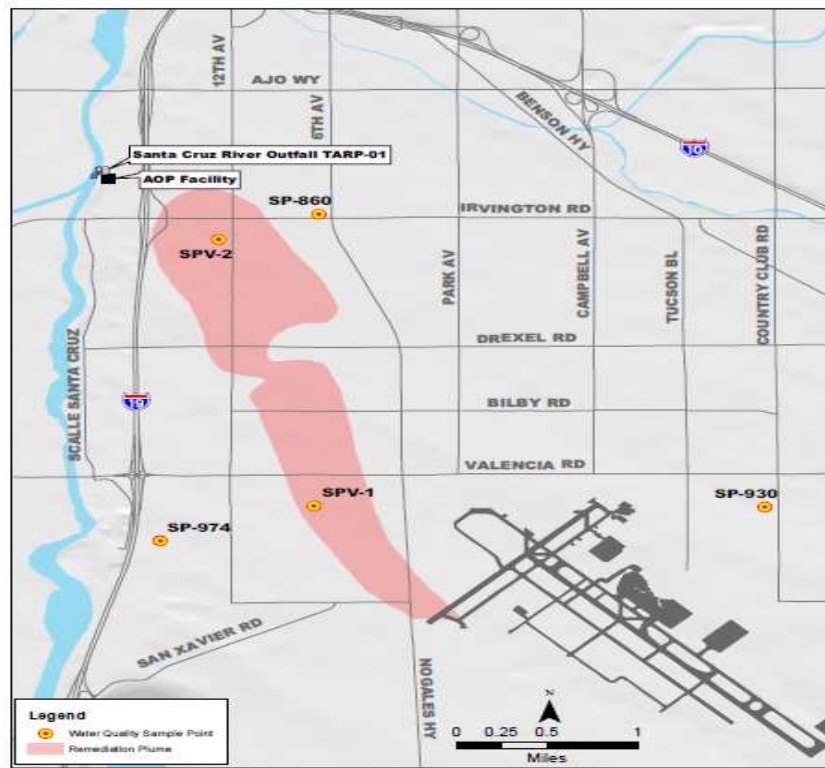 12TH AV
AJO WY
6TH AV
BENSON HY
10
Santa Cruz River Outfall TARP-01
AOP Facility
SP-860
IRVINGTON RD
SPV-2
PARK AV
CAMPBELL AV
TUCSON BL
COUNTRY CLUB RD
SCALLE SANTA CRUZ
DREXEL RD
19
BILBY RD
VALENCIA RD
SPV-1
SP-930
SP-974
SAN XAVIER RD
NOGALES HY
N
0 0.25 0.5 1
Miles
Legend
Water Quality Sample Point
Remediation Plume